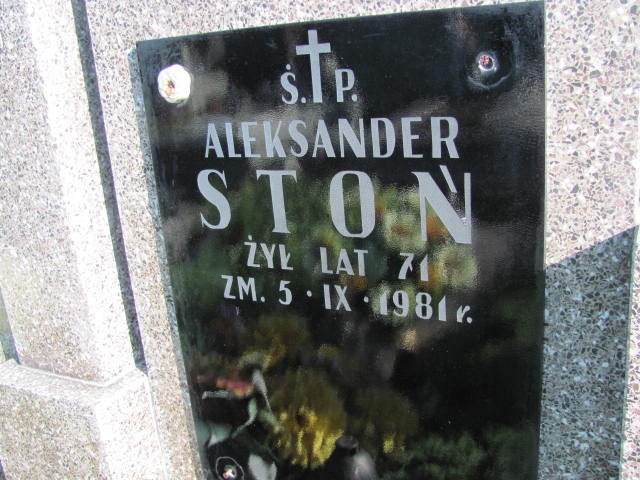 Ś. P.
ALEKSANDER
STOŃ
ŻYŁ LAT 71
ZM. 5 · IX · 1981 r.